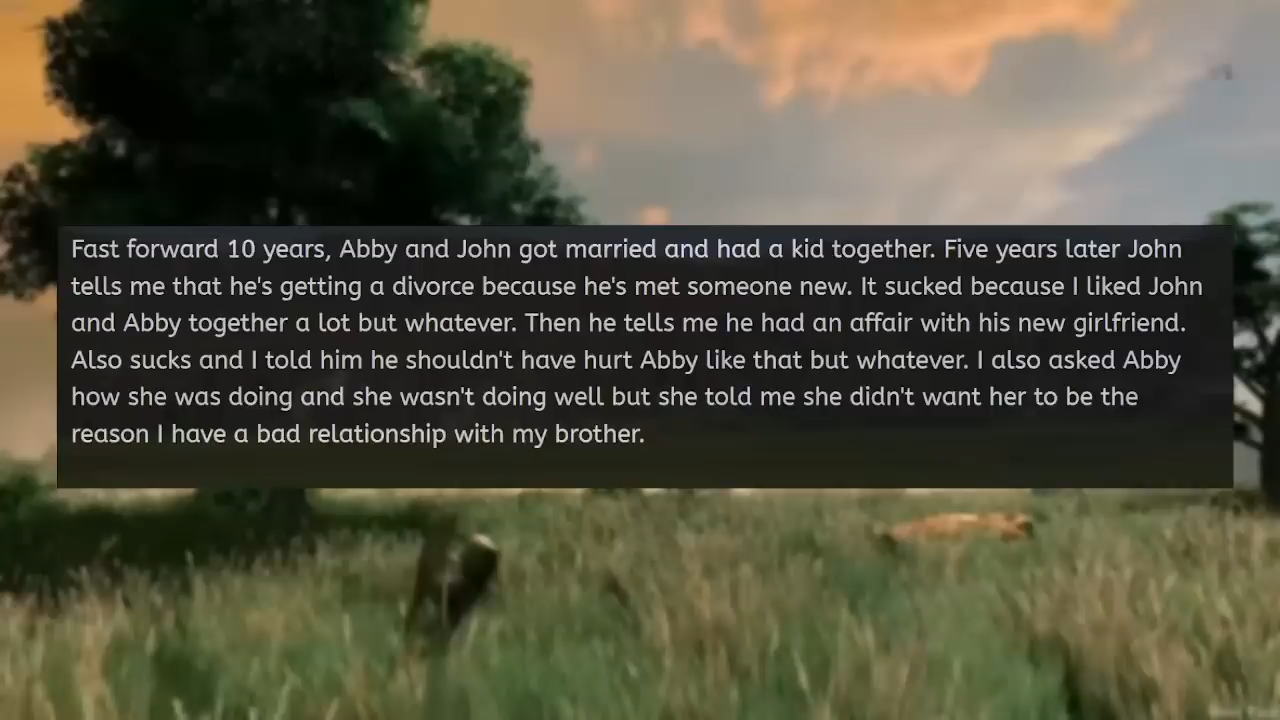 Fast forward 10 years, Abby and John got married and had a kid together. Five years later John
tells me that he's getting a divorce because he's met someone new. It sucked because I liked John
and Abby together a lot but whatever. Then he tells me he had an affair with his new girlfriend.
Also sucks and I told him he shouldn't have hurt Abby like that but whatever. I also asked Abby
how she was doing and she wasn't doing well but she told me she didn't want her to be the
reason I have a bad relationship with my brother.